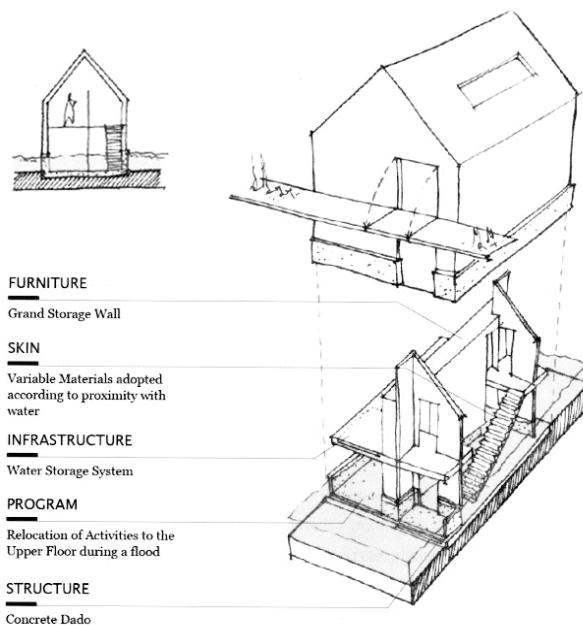 FURNITURE
Grand Storage Wall
SKIN
Variable Materials adopted
according to proximity with
water
INFRASTRUCTURE
Water Storage System
PROGRAM
Relocation of Activities to the
Upper Floor during a flood
STRUCTURE
Concrete Dado